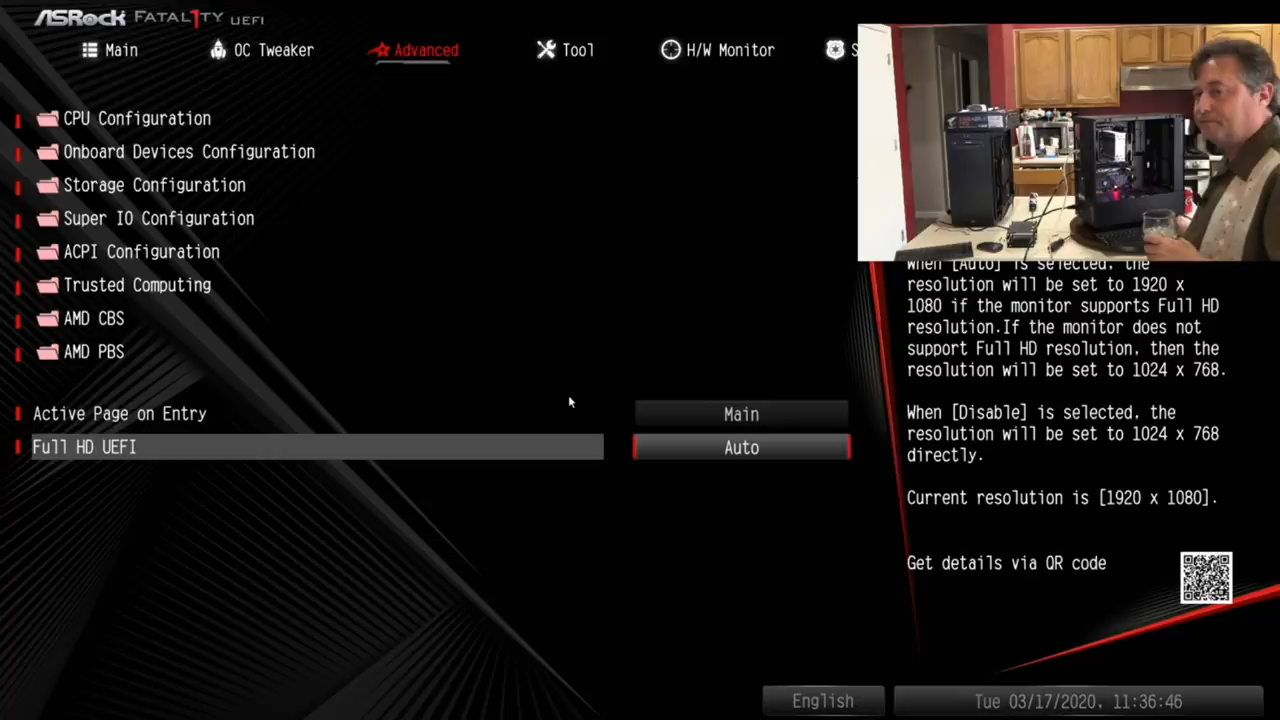 ASRock FATAL1TY UEFI
Main
OC Tweaker
Advanced
Tool
H/W Monitor
S
CPU Configuration
Onboard Devices Configuration
Storage Configuration
Super IO Configuration
ACPI Configuration
Trusted Computing
AMD CBS
AMD PBS
Active Page on Entry
Main
Full HD UEFI
Auto
When [Auto] is selected, the
resolution will be set to 1920 x
1080 if the monitor supports Full HD
resolution.If the monitor does not
support Full HD resolution, then the
resolution will be set to 1024 x 768.
When [Disable] is selected, the
resolution will be set to 1024 x 768
directly.
Current resolution is [1920 x 1080].
Get details via QR code
English
Tue 03/17/2020, 11:36:46